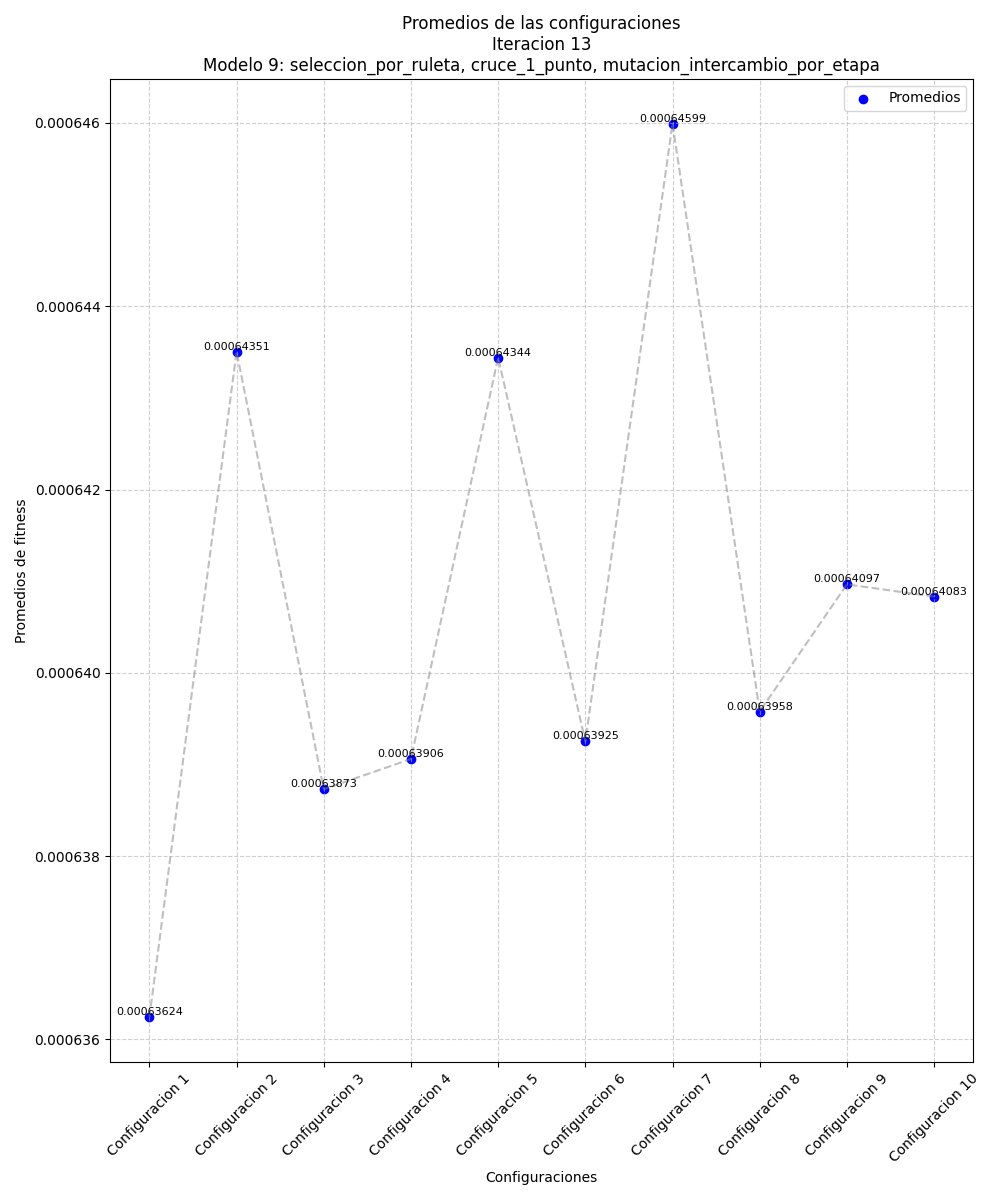 Promedios de las configuraciones
Iteracion 13
Modelo 9: seleccion_por_ruleta, cruce_1_punto, mutacion_intercambio_por_etapa
Promedios
0.000646
0.000644
0.000642
0.000640
0.000638
0.000636
Promedios de fitness
0.00063624
0.00064351
0.00063873
0.00063906
0.00064344
0.00063925
0.00064599
0.00063958
0.00064097
0.00064083
Configuracion 1
Configuracion 2
Configuracion 3
Configuracion 4
Configuracion 5
Configuracion 6
Configuracion 7
Configuracion 8
Configuracion 9
Configuracion 10
Configuraciones